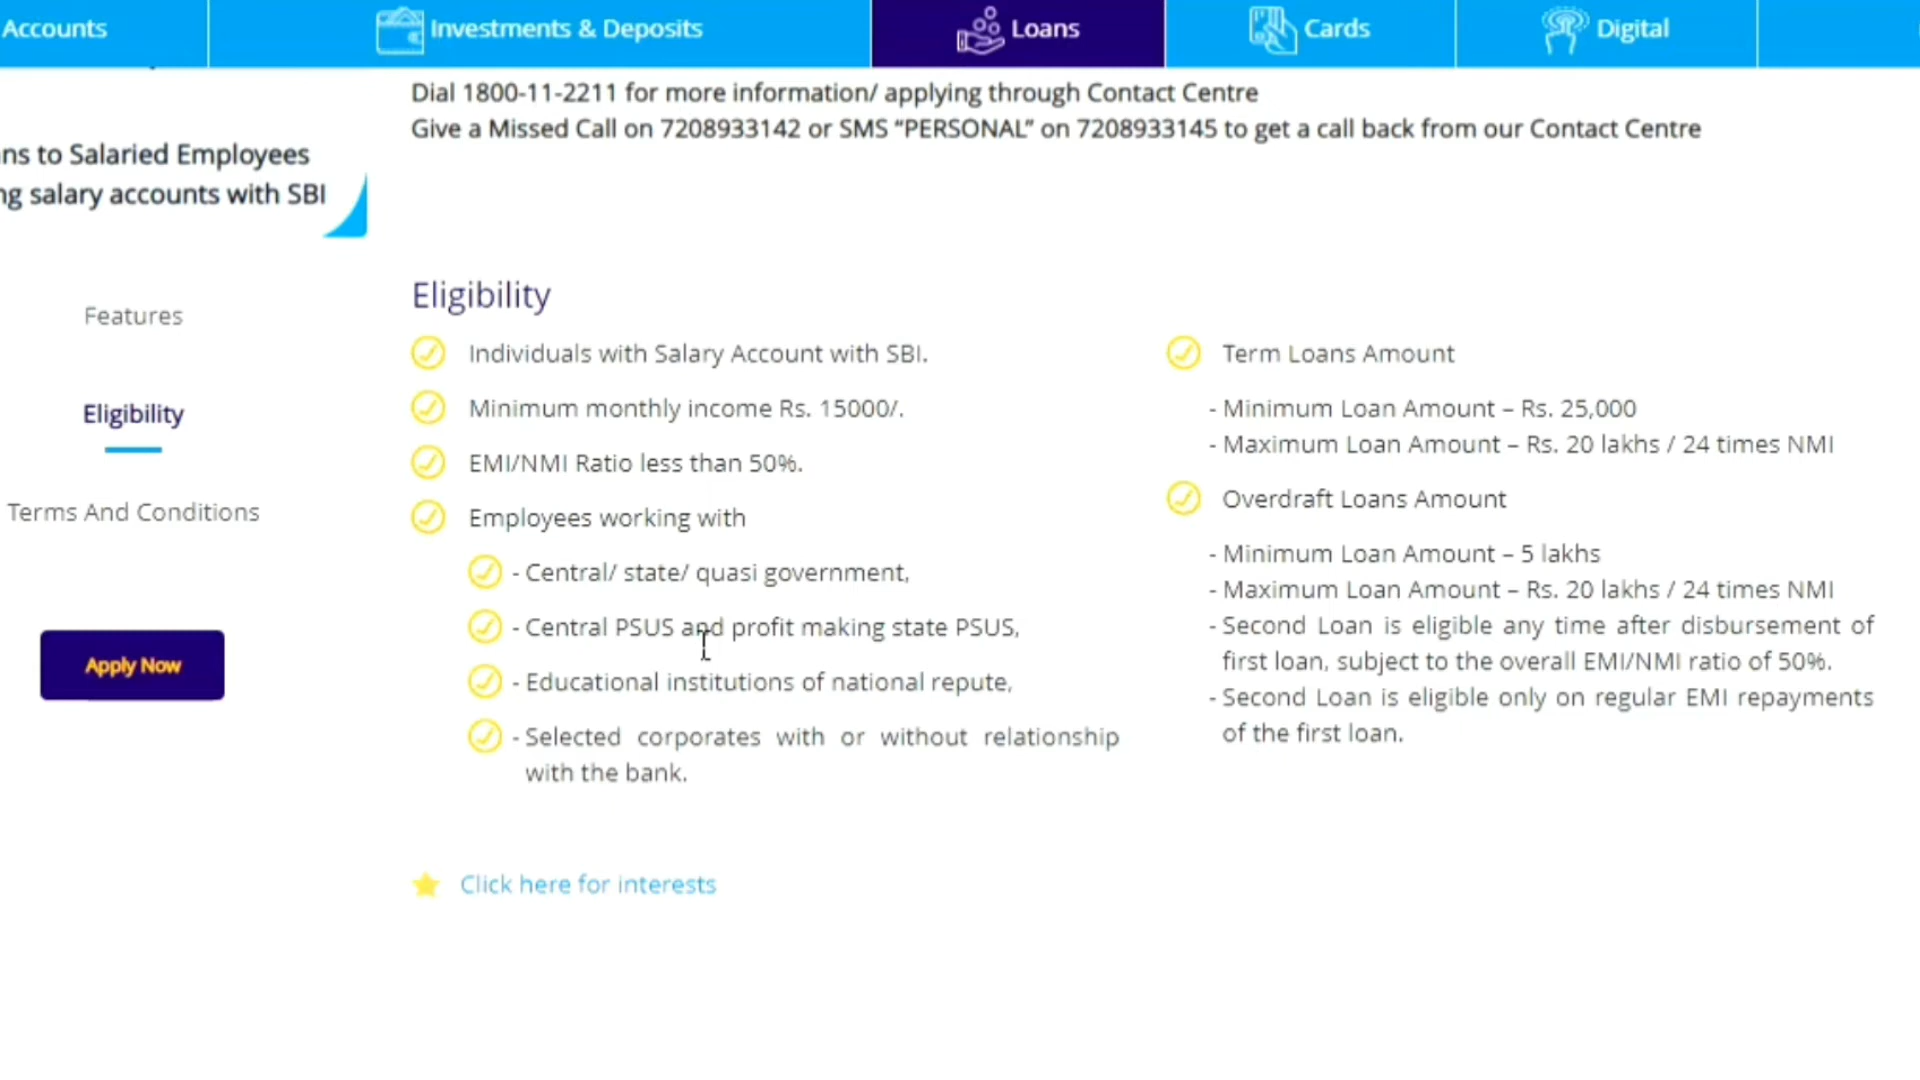 Accounts
Investments & Deposits
Loans
Cards
Digital
Dial 1800-11-2211 for more information/ applying through Contact Centre
Give a Missed Call on 7208933142 or SMS “PERSONAL” on 7208933145 to get a call back from our Contact Centre
ns to Salaried Employees
ng salary accounts with SBI
Features
Eligibility
Terms And Conditions
Apply Now
Eligibility
Individuals with Salary Account with SBI.
Minimum monthly income Rs. 15000/.
EMI/NMI Ratio less than 50%.
Employees working with
- Central/ state/ quasi government,
- Central PSUS and profit making state PSUS,
- Educational institutions of national repute,
- Selected corporates with or without relationship
with the bank.
Term Loans Amount
- Minimum Loan Amount – Rs. 25,000
- Maximum Loan Amount – Rs. 20 lakhs / 24 times NMI
Overdraft Loans Amount
- Minimum Loan Amount – 5 lakhs
- Maximum Loan Amount – Rs. 20 lakhs / 24 times NMI
- Second Loan is eligible any time after disbursement of
first loan, subject to the overall EMI/NMI ratio of 50%.
- Second Loan is eligible only on regular EMI repayments
of the first loan.
Click here for interests